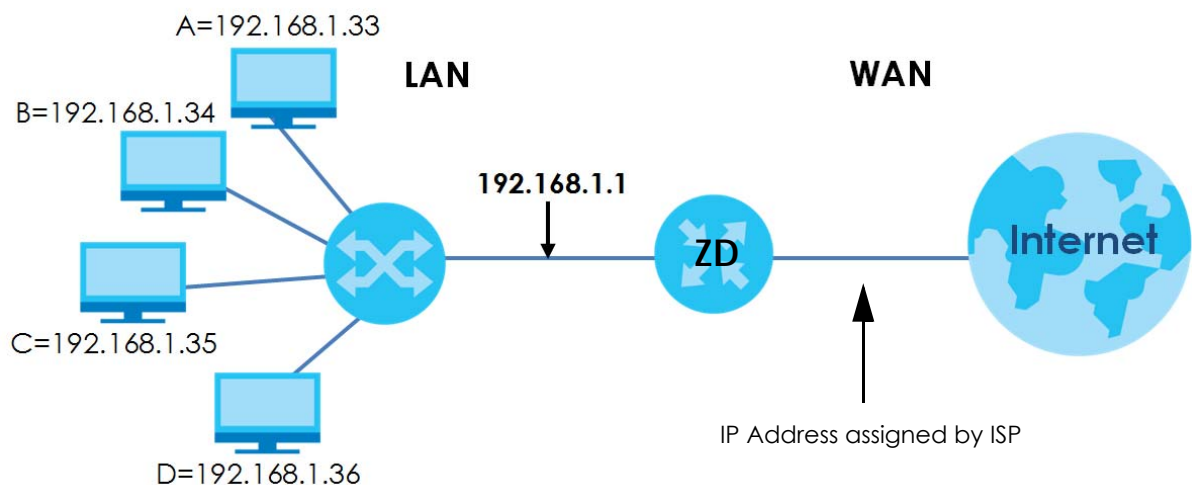 A=192.168.1.33
LAN
WAN
B=192.168.1.34
192.168.1.1
ZD
Internet
C=192.168.1.35
IP Address assigned by ISP
D=192.168.1.36